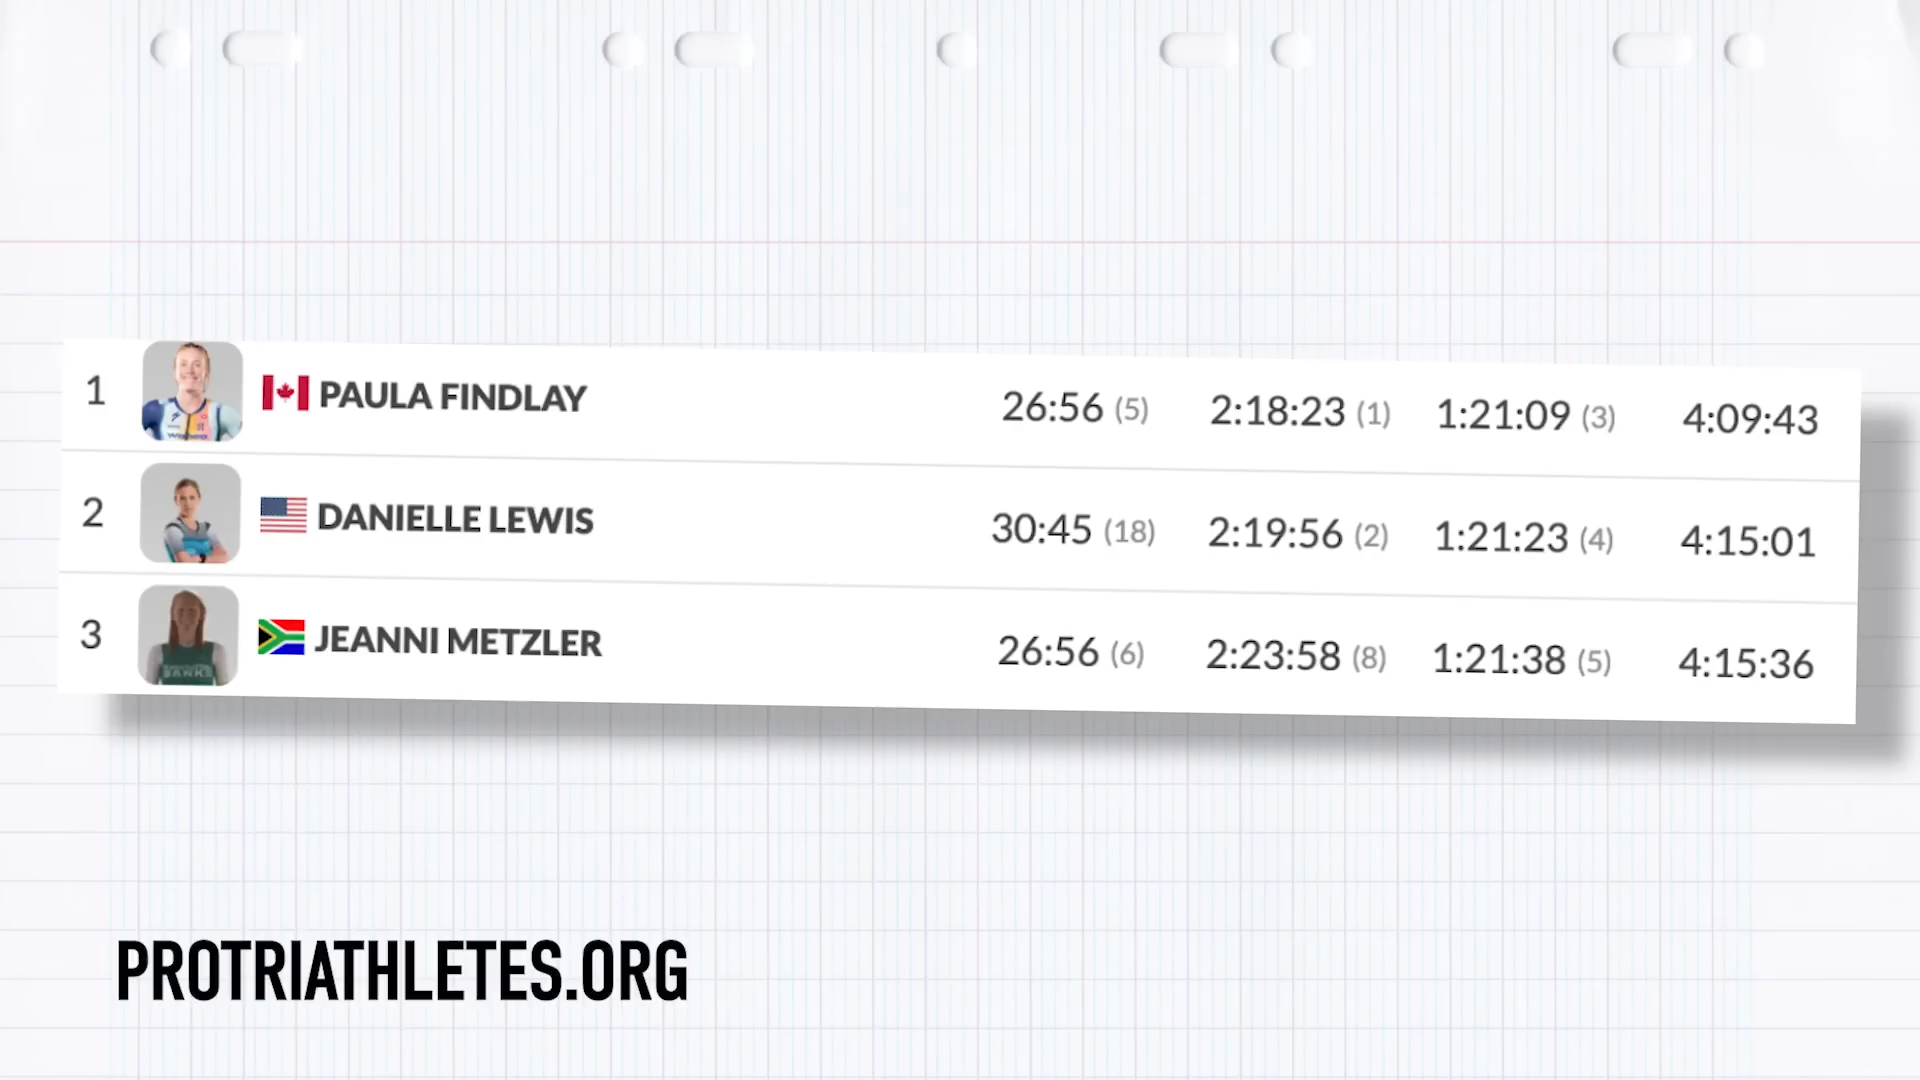 1 PAULA FINDLAY 26:56 (5) 2:18:23 (1) 1:21:09 (3) 4:09:43
2 DANIELLE LEWIS 30:45 (18) 2:19:56 (2) 1:21:23 (4) 4:15:01
3 JEANNI METZLER 26:56 (6) 2:23:58 (8) 1:21:38 (5) 4:15:36
PROTRIATHLETES.ORG